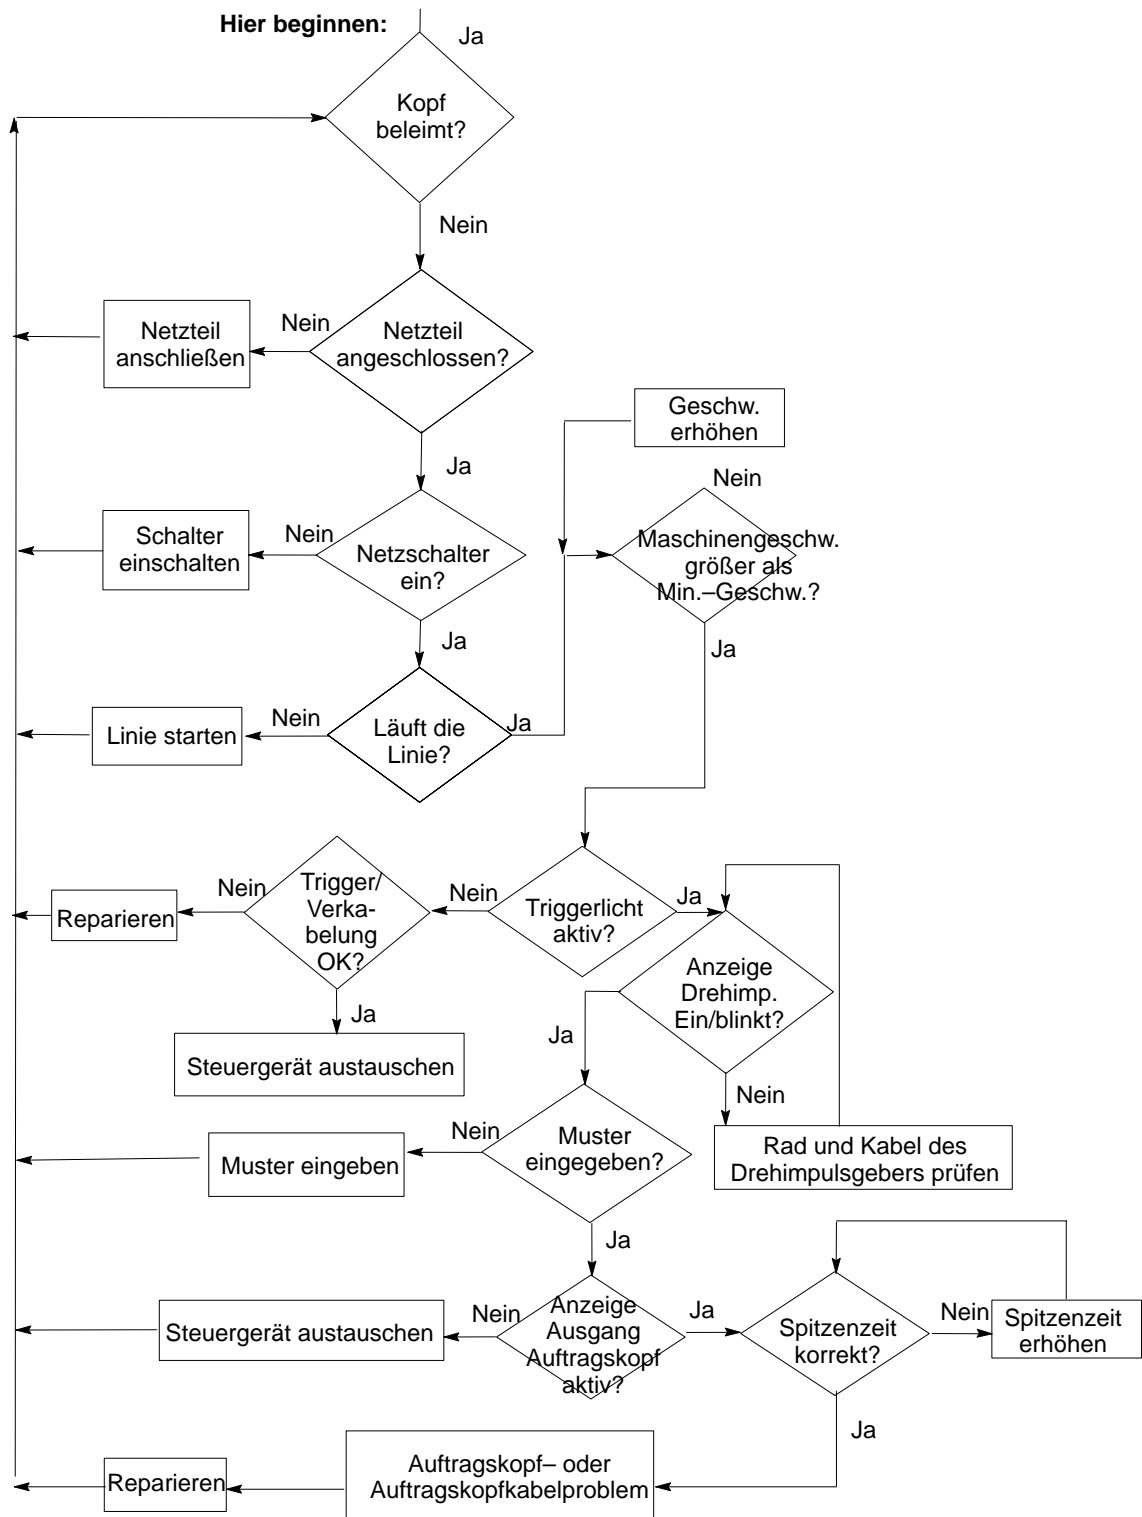 Hier beginnen:
Ja
Kopf
beleimt?
Nein
Netzteil
anschließen
Nein
Netzteil
angeschlossen?
Geschw.
erhöhen
Ja
Nein
Schalter
einschalten
Nein
Netzschalter
ein?
Maschinengeschw.
größer als
Min.–Geschw.?
Ja
Ja
Linie starten
Nein
Läuft die
Linie?
Ja
Reparieren
Nein
Trigger/
Verka-
belung
OK?
Nein
Triggerlicht
aktiv?
Ja
Anzeige
Drehimp.
Ein/blinkt?
Ja
Ja
Steuergerät austauschen
Nein
Muster eingeben
Nein
Muster
eingegeben?
Rad und Kabel des
Drehimpulsgebers prüfen
Ja
Steuergerät austauschen
Nein
Anzeige
Ausgang
Auftragskopf
aktiv?
Ja
Spitzenzeit
korrekt?
Nein
Spitzenzeit
erhöhen
Ja
Reparieren
Auftragskopf– oder
Auftragskopfkabelproblem